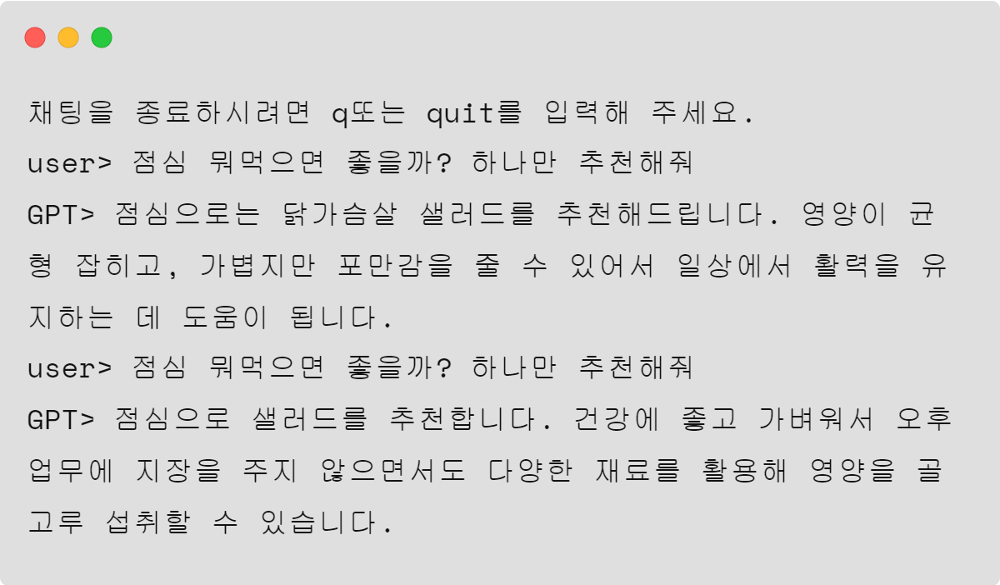 채팅을 종료하시려면 q또는 quit를 입력해 주세요.
user> 점심 뭐먹으면 좋을까? 하나만 추천해줘
GPT> 점심으로는 닭가슴살 샐러드를 추천해드립니다. 영양이 균
형 잡히고, 가볍지만 포만감을 줄 수 있어서 일상에서 활력을 유
지하는 데 도움이 됩니다.
user> 점심 뭐먹으면 좋을까? 하나만 추천해줘
GPT> 점심으로 샐러드를 추천합니다. 건강에 좋고 가벼워서 오후
업무에 지장을 주지 않으면서도 다양한 재료를 활용해 영양을 골
고루 섭취할 수 있습니다.